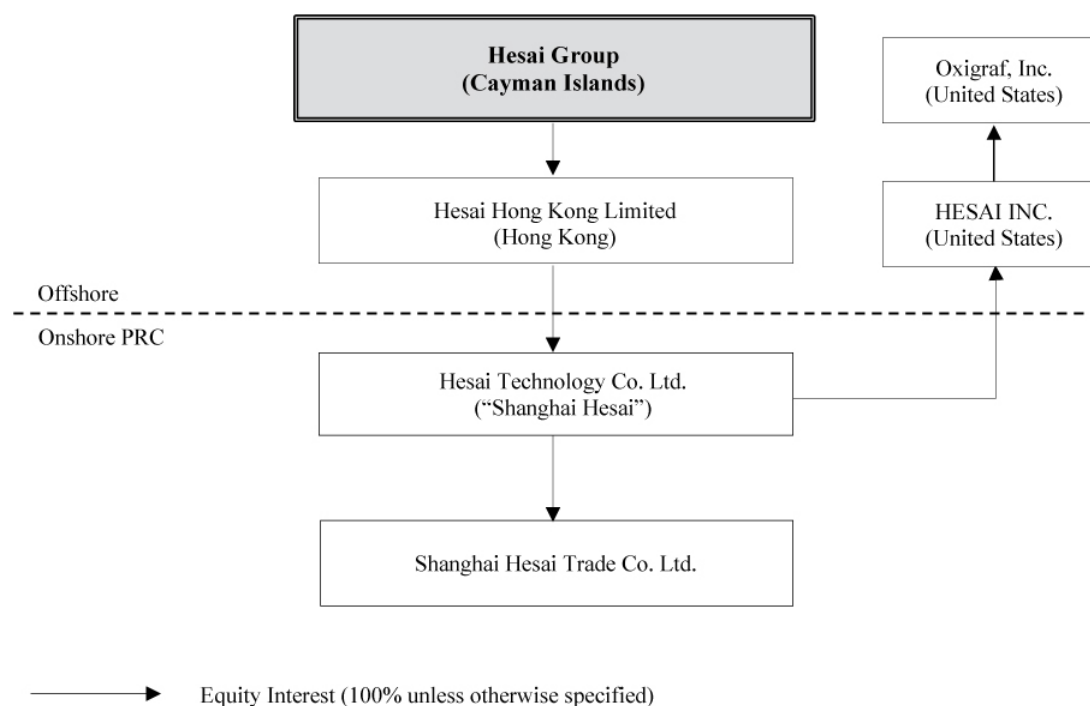 Hesai Group
(Cayman Islands)
Oxigraf, Inc.
(United States)
Hesai Hong Kong Limited
(Hong Kong)
HESAI INC.
(United States)
Offshore
Onshore PRC
Hesai Technology Co. Ltd.
(“Shanghai Hesai”)
Shanghai Hesai Trade Co. Ltd.
Equity Interest (100% unless otherwise specified)